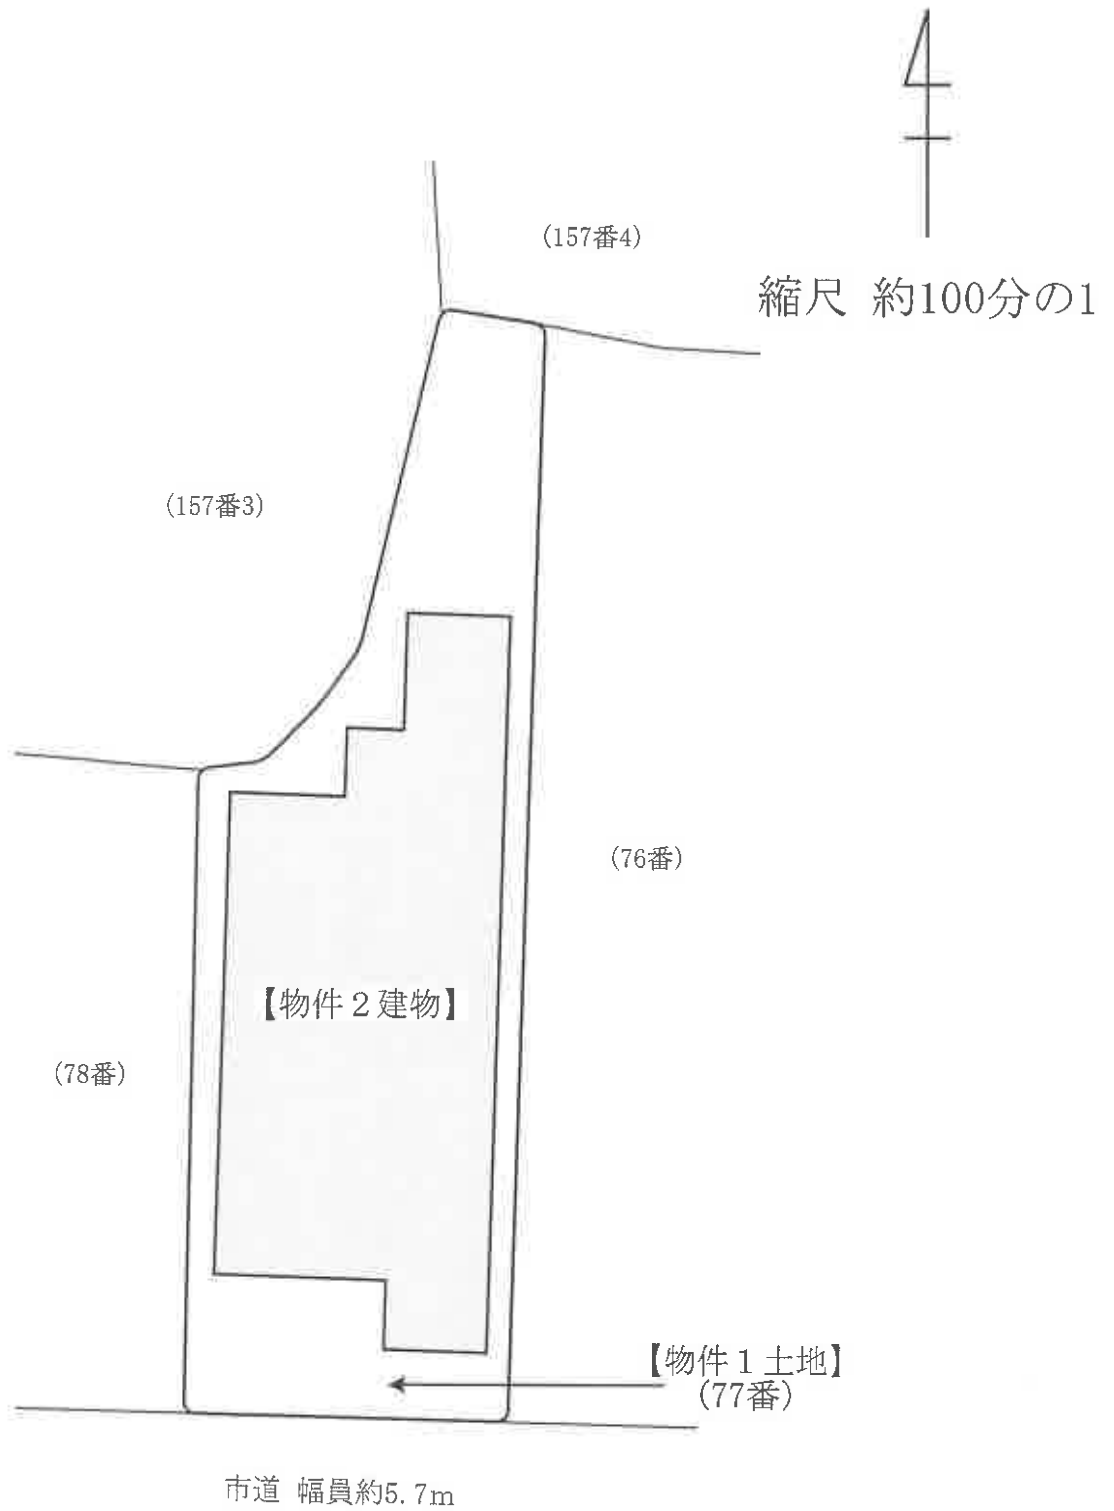 (157番4)
縮尺 約100分の1
(157番3)
(76番)
【物件２建物】
(78番)
【物件１土地】
(77番)
市道 幅員約5.7m